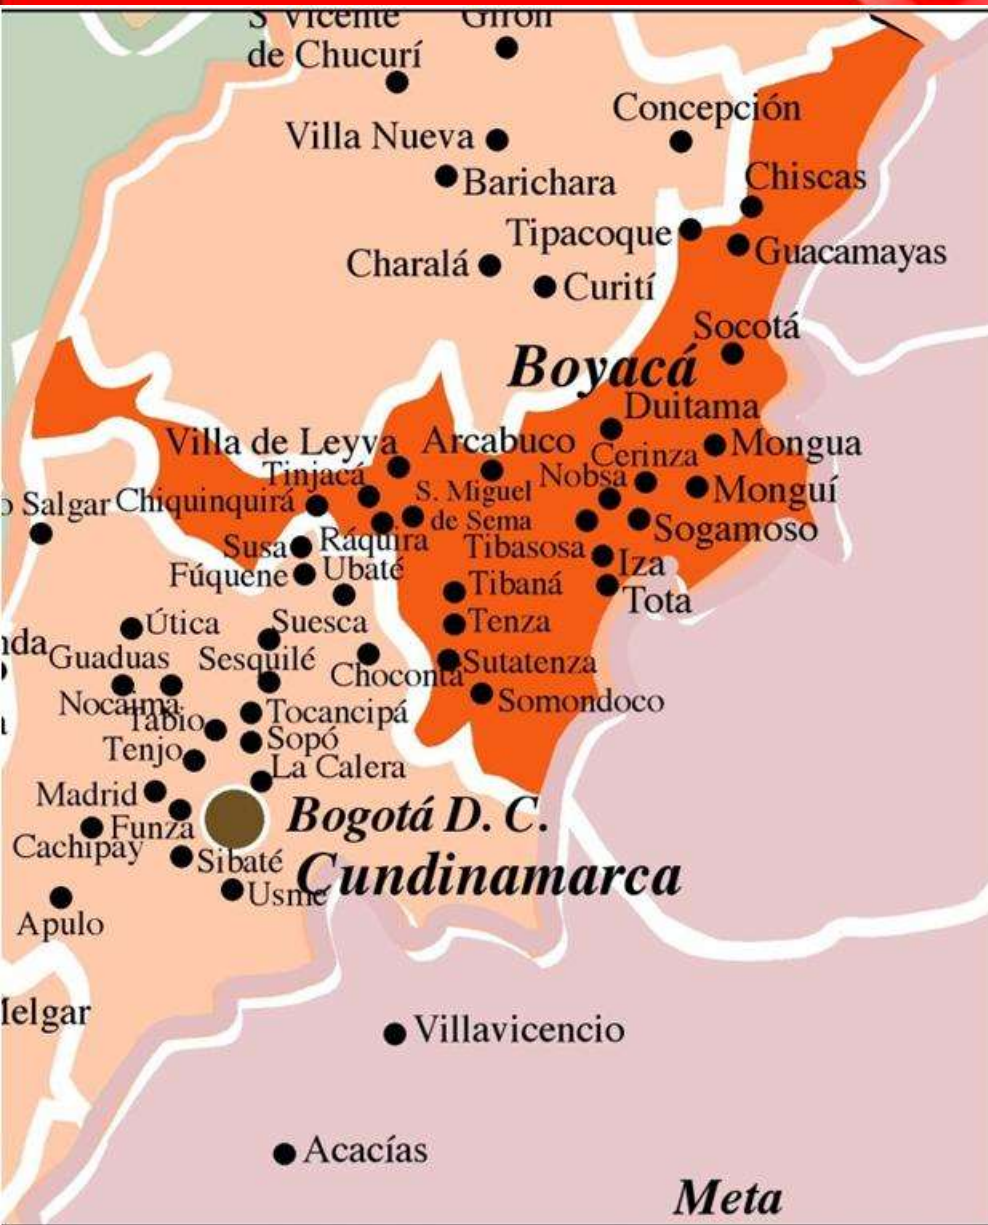 S Vicente
de Chucurí
Girón
Concepción
Villa Nueva
Barichara
Chiscas
Tipacoque
Guacamayas
Charalá
Curití
Socotá
Boyacá
Duitama
Villa de Leyva
Arcabuco
Cerinza
Mongua
Tinjacá
Nobsa
Salgar
Chiquinquirá
S. Miguel
de Sema
Monguí
Sogamoso
Susa
Ráquira
Tibasosa
Iza
Fúquene
Ubaté
Tibaná
Tota
Útica
Suesca
Tenza
Guaduas
Sesquilé
Choconta
Sutatenza
Nocaima
Tabio
Tocancipá
Somondoco
Tenjo
Sopó
La Calera
Madrid
Funza
Bogotá D. C.
Cachipay
Sibaté
Cundinamarca
Usme
Apulo
Villavicencio
Acacías
Meta